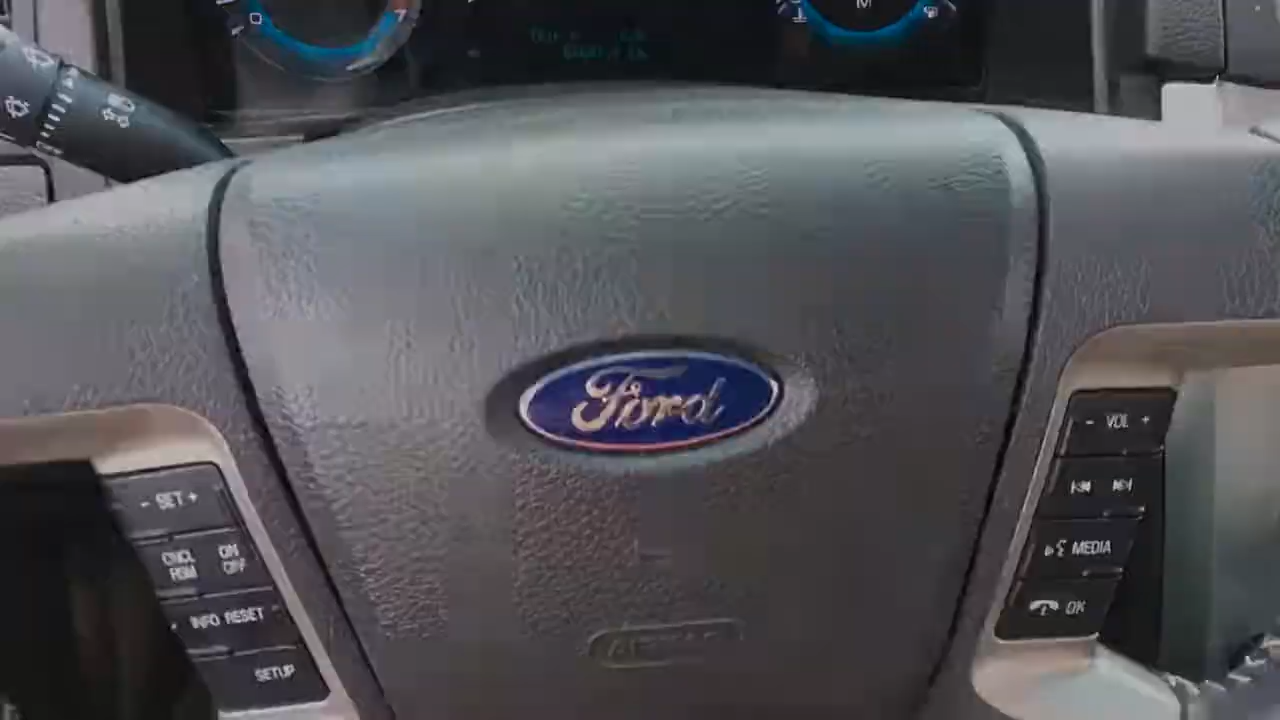 Ford
- VOL +
- SET +
CNCL
RSM
ON
OFF
MEDIA
INFO RESET
OK
SETUP